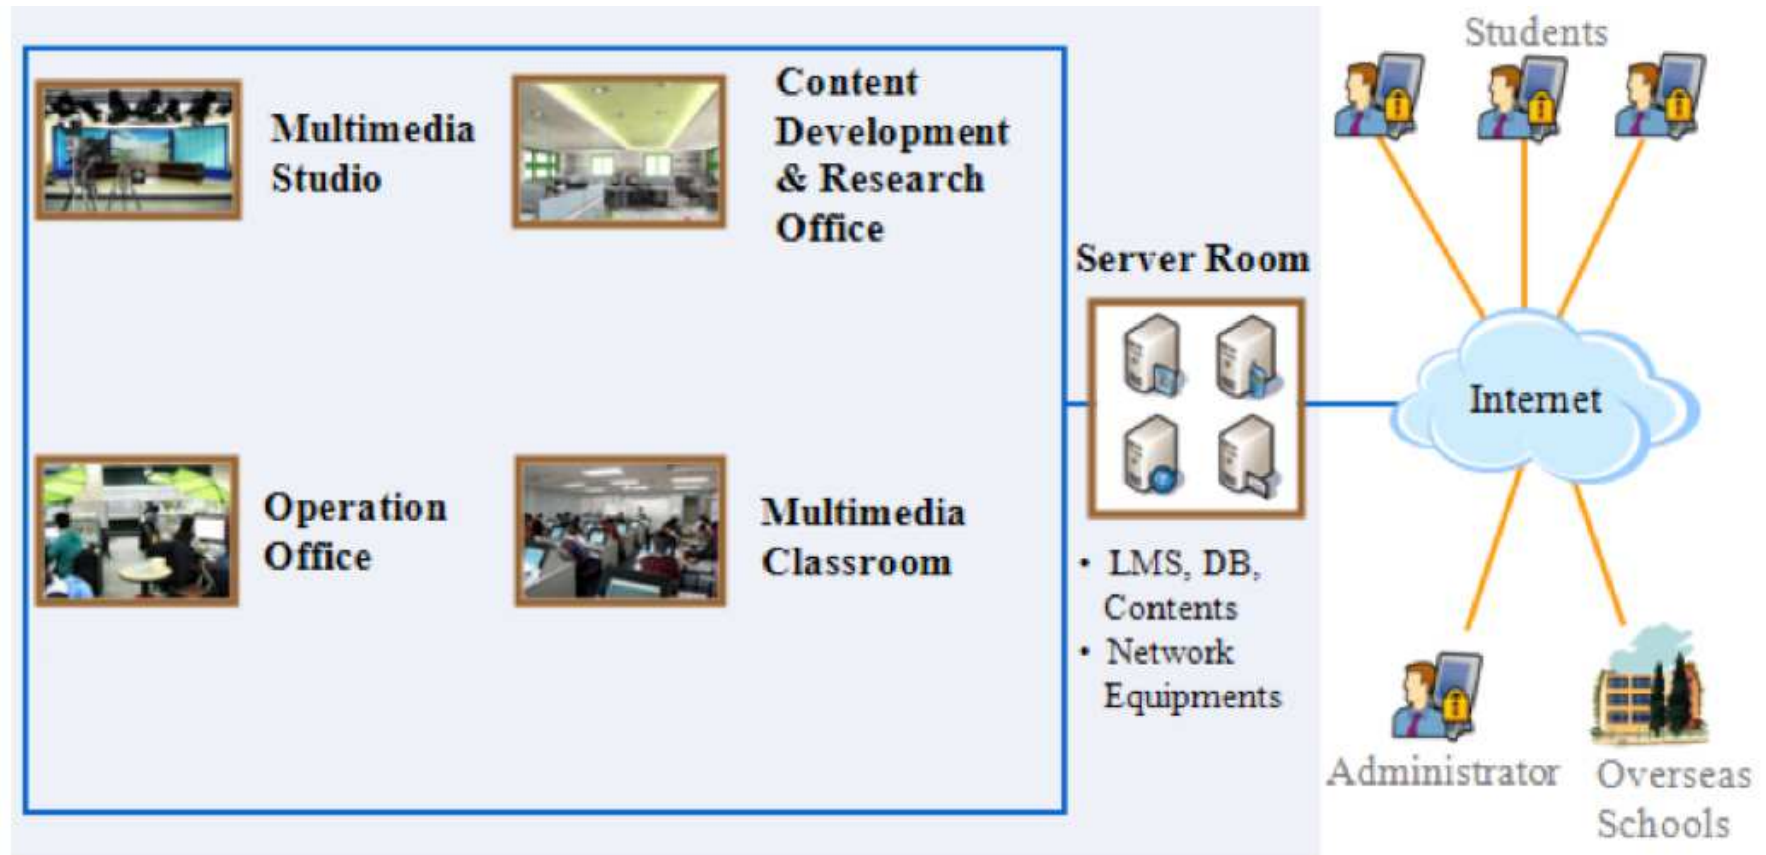 Students
Multimedia
Studio
Content
Development
& Research
Office
Server Room
Internet
Operation
Office
Multimedia
Classroom
• LMS, DB,
Contents
• Network
Equipments
Administrator
Overseas
Schools